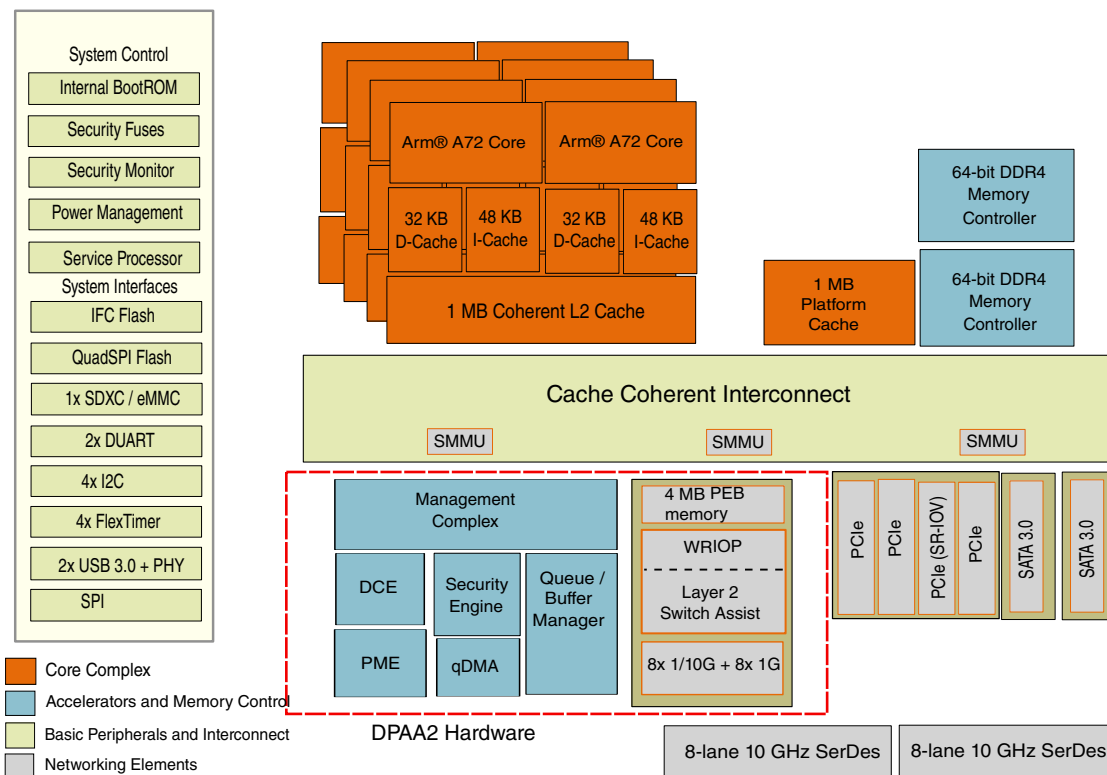 System Control
Internal BootROM
Security Fuses
Security Monitor
Power Management
Service Processor
System Interfaces
IFC Flash
QuadSPI Flash
1x SDXC / eMMC
2x DUART
4x I2C
4x FlexTimer
2x USB 3.0 + PHY
SPI
Core Complex
Accelerators and Memory Control
Basic Peripherals and Interconnect
Networking Elements
Arm® A72 Core
Arm® A72 Core
32 KB
D-Cache
48 KB
I-Cache
32 KB
D-Cache
48 KB
I-Cache
1 MB Coherent L2 Cache
1 MB
Platform
Cache
64-bit DDR4
Memory
Controller
64-bit DDR4
Memory
Controller
Cache Coherent Interconnect
SMMU
SMMU
SMMU
Management
Complex
DCE
Security
Engine
Queue /
Buffer
Manager
PME
qDMA
4 MB PEB
memory
WRIOP
Layer 2
Switch Assist
8x 1/10G + 8x 1G
PCIe
PCIe
PCIe (SR-IOV)
PCIe
SATA 3.0
SATA 3.0
DPAA2 Hardware
8-lane 10 GHz SerDes
8-lane 10 GHz SerDes